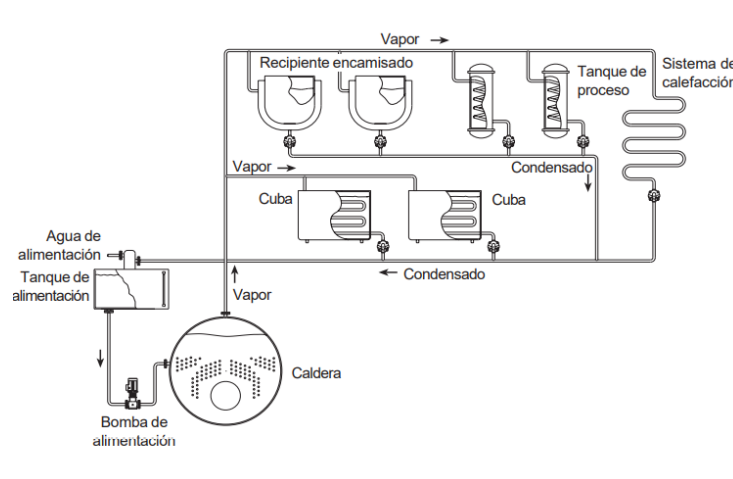 Vapor
Recipiente encamisado
Tanque de
proceso
Sistema de
calefacción
Vapor
Condensado
Cuba
Cuba
Agua de
alimentación
Condensado
Tanque de
alimentación
Vapor
Caldera
Bomba de
alimentación